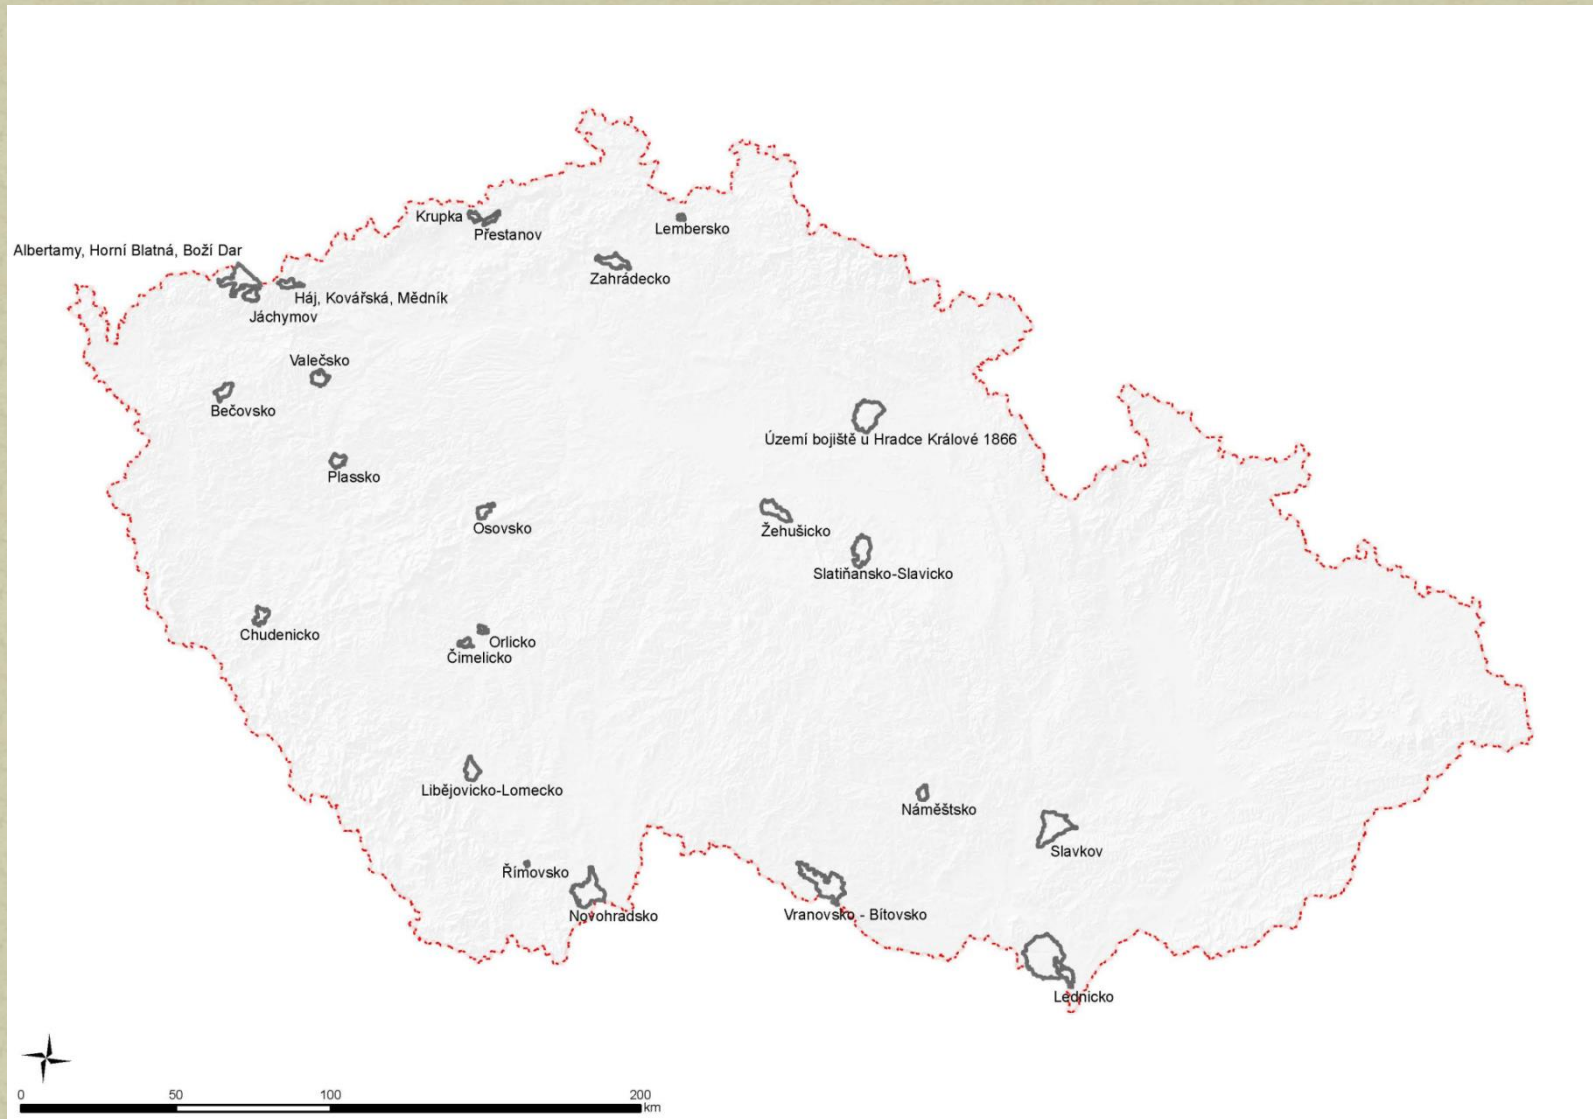 Krupka
Přestanov
Lembersko
Albertamy, Horní Blatná, Boží Dar
Zahrádecko
Háj, Kovářská, Mědník
Jáchymov
Valečsko
Bečovsko
Území bojiště u Hradce Králové 1866
Plassko
Osovsko
Žehušicko
Slatiňansko-Slavicko
Chudenicko
Orlicko
Čimelicko
Libějovicko-Lomecko
Náměštsko
Slavkov
Římovsko
Novohradsko
Vranovsko - Bítovsko
Lednicko
0 50 100 200
km